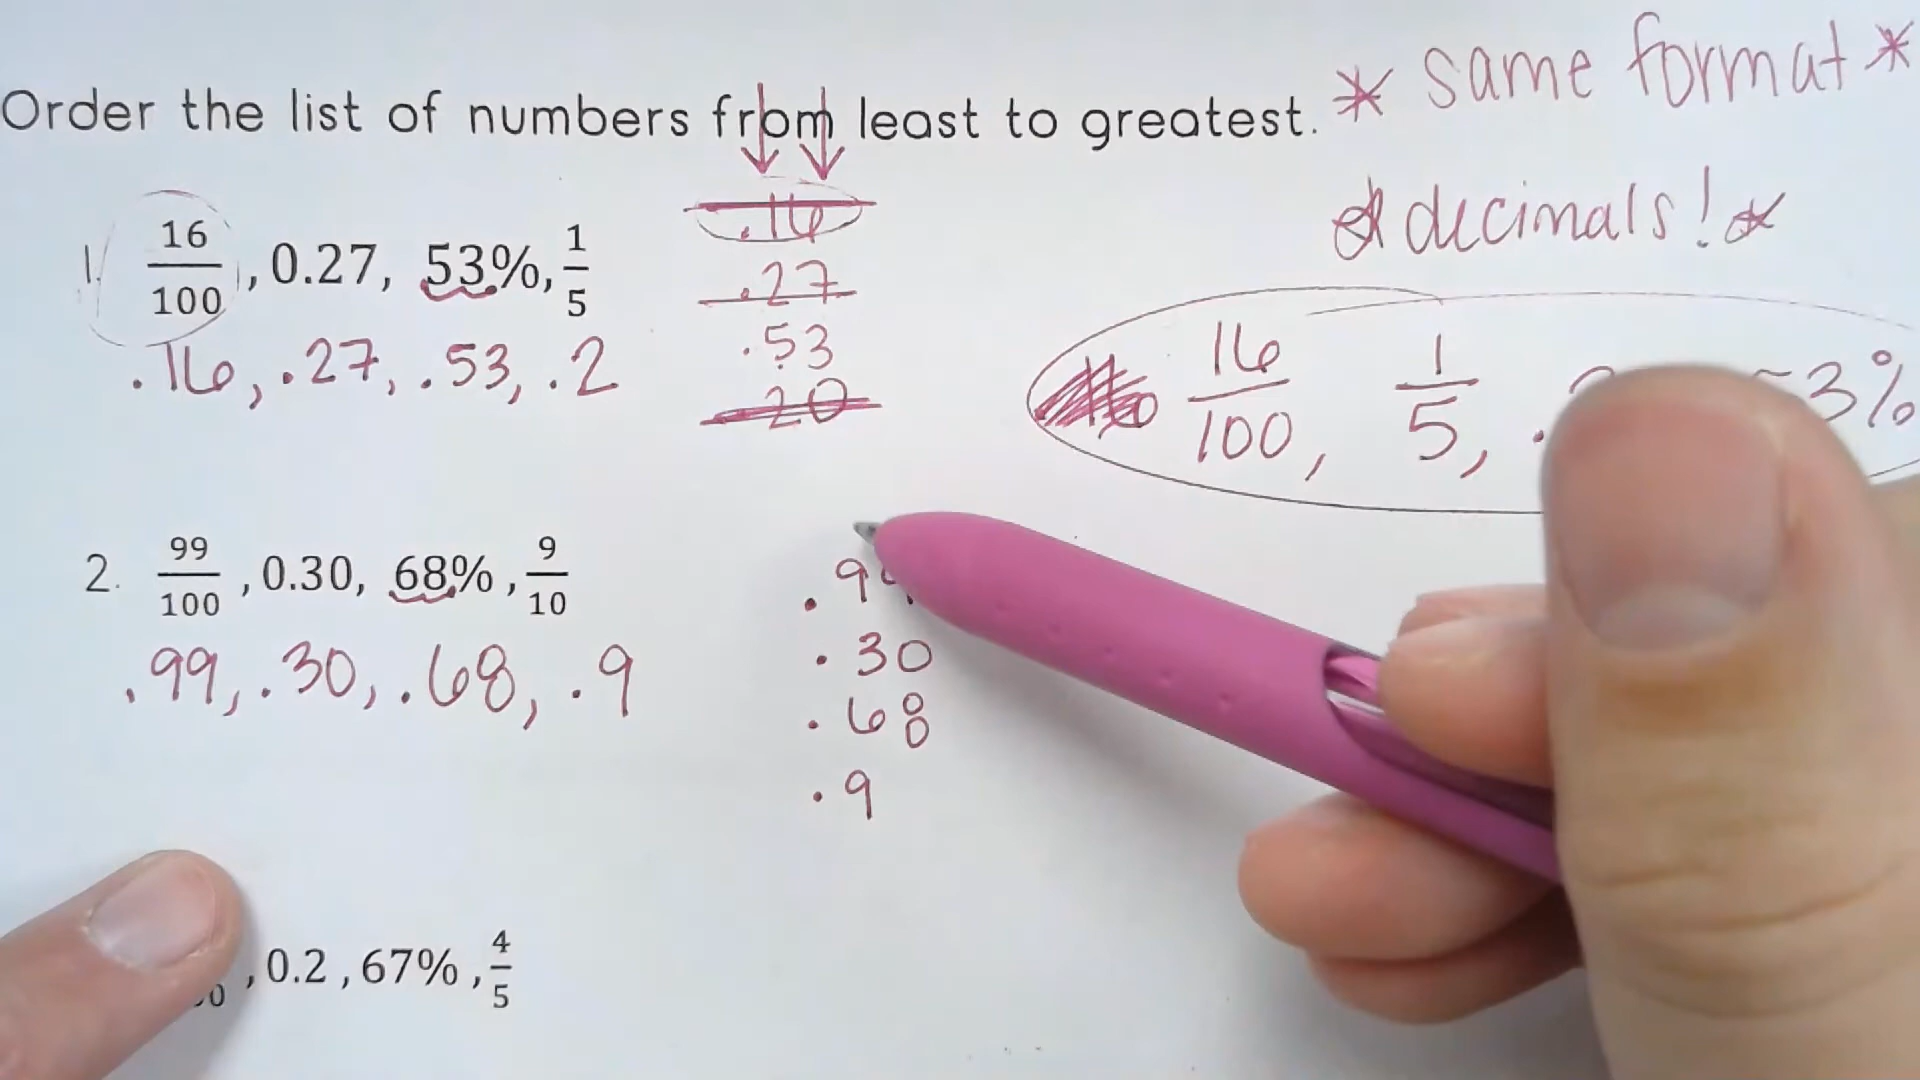 Order the list of numbers from least to greatest. * same format *
* decimals! *
1. 16/100, 0.27, 53%, 1/5
.16, .27, .53, .2
.16
.27
.53
.20
16/100, 1/5, . 53%
2. 99/100, 0.30, 68%, 9/10
.99, .30, .68, .9
.99
.30
.68
.9
, 0.2, 67%, 4/5